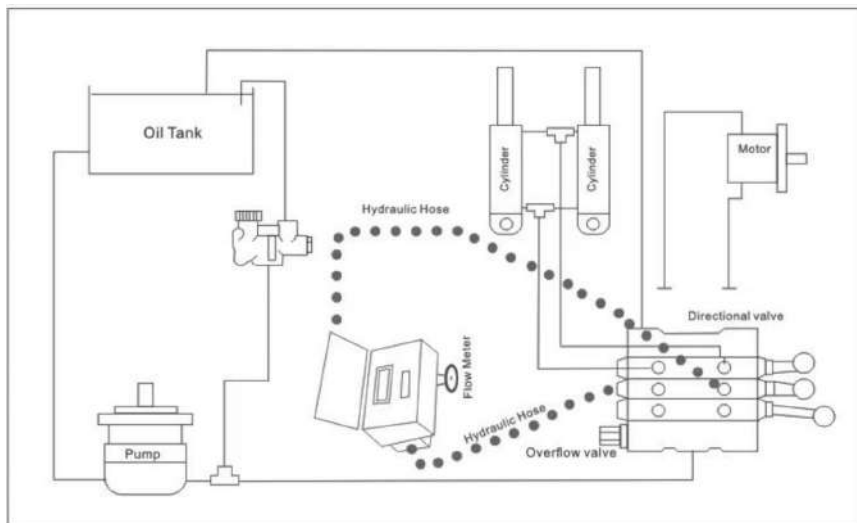 Oil Tank
Cylinder
Cylinder
Motor
Hydraulic Hose
Directional valve
Flow Meter
Hydraulic Hose
Overflow valve
Pump